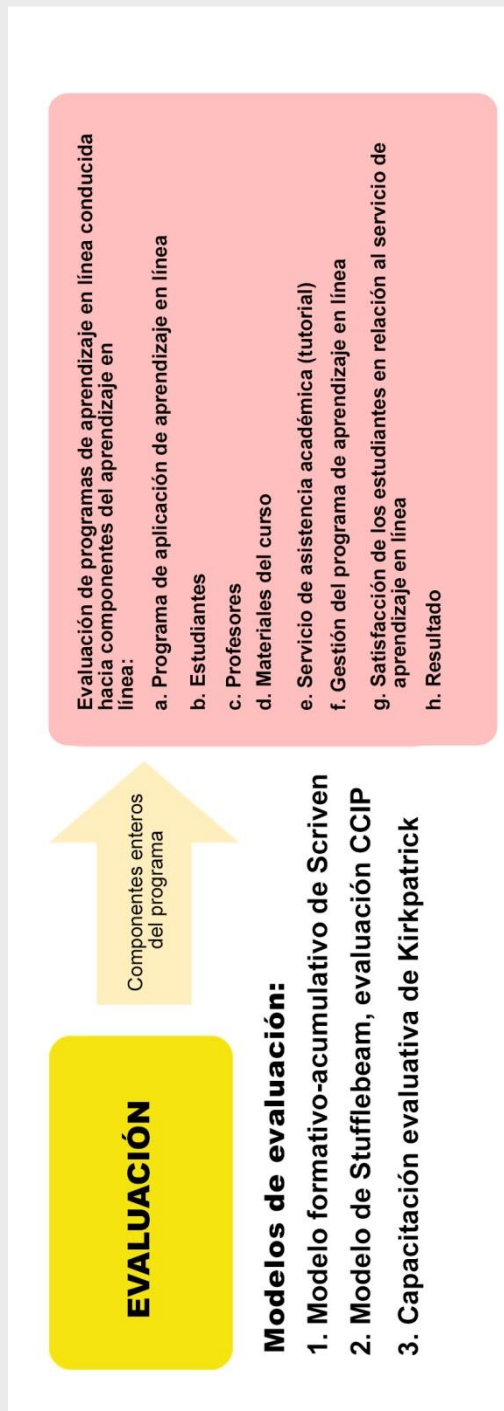 EVALUACIÓN
Componentes enteros
del programa
Evaluación de programas de aprendizaje en línea conducida
hacia componentes del aprendizaje en
línea:
a. Programa de aplicación de aprendizaje en línea
b. Estudiantes
c. Profesores
d. Materiales del curso
e. Servicio de asistencia académica (tutorial)
f. Gestión del programa de aprendizaje en línea
g. Satisfacción de los estudiantes en relación al servicio de
aprendizaje en línea
h. Resultado
Modelos de evaluación:
1. Modelo formativo-acumulativo de Scriven
2. Modelo de Stufflebeam, evaluación CCIP
3. Capacitación evaluativa de Kirkpatrick